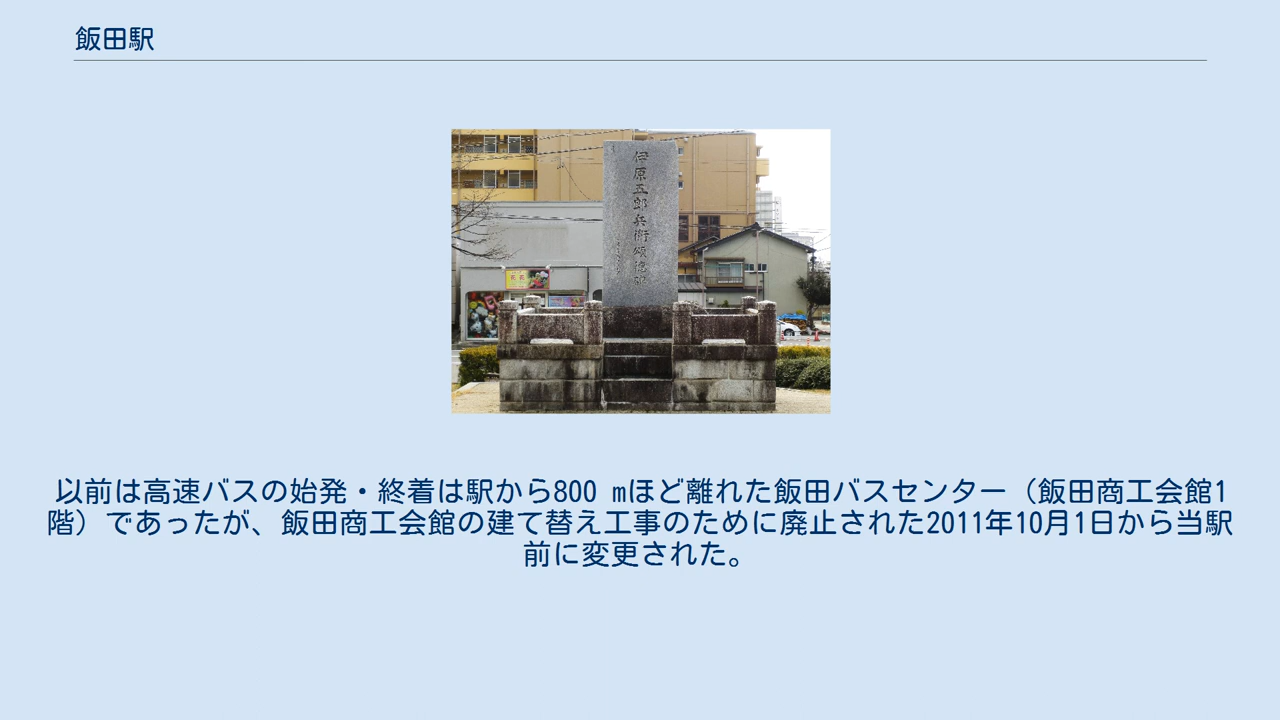 飯田駅
伊原五郎兵衛頌徳碑
以前は高速バスの始発・終着は駅から800 mほど離れた飯田バスセンター（飯田商工会館1
階）であったが、飯田商工会館の建て替え工事のために廃止された2011年10月1日から当駅
前に変更された。